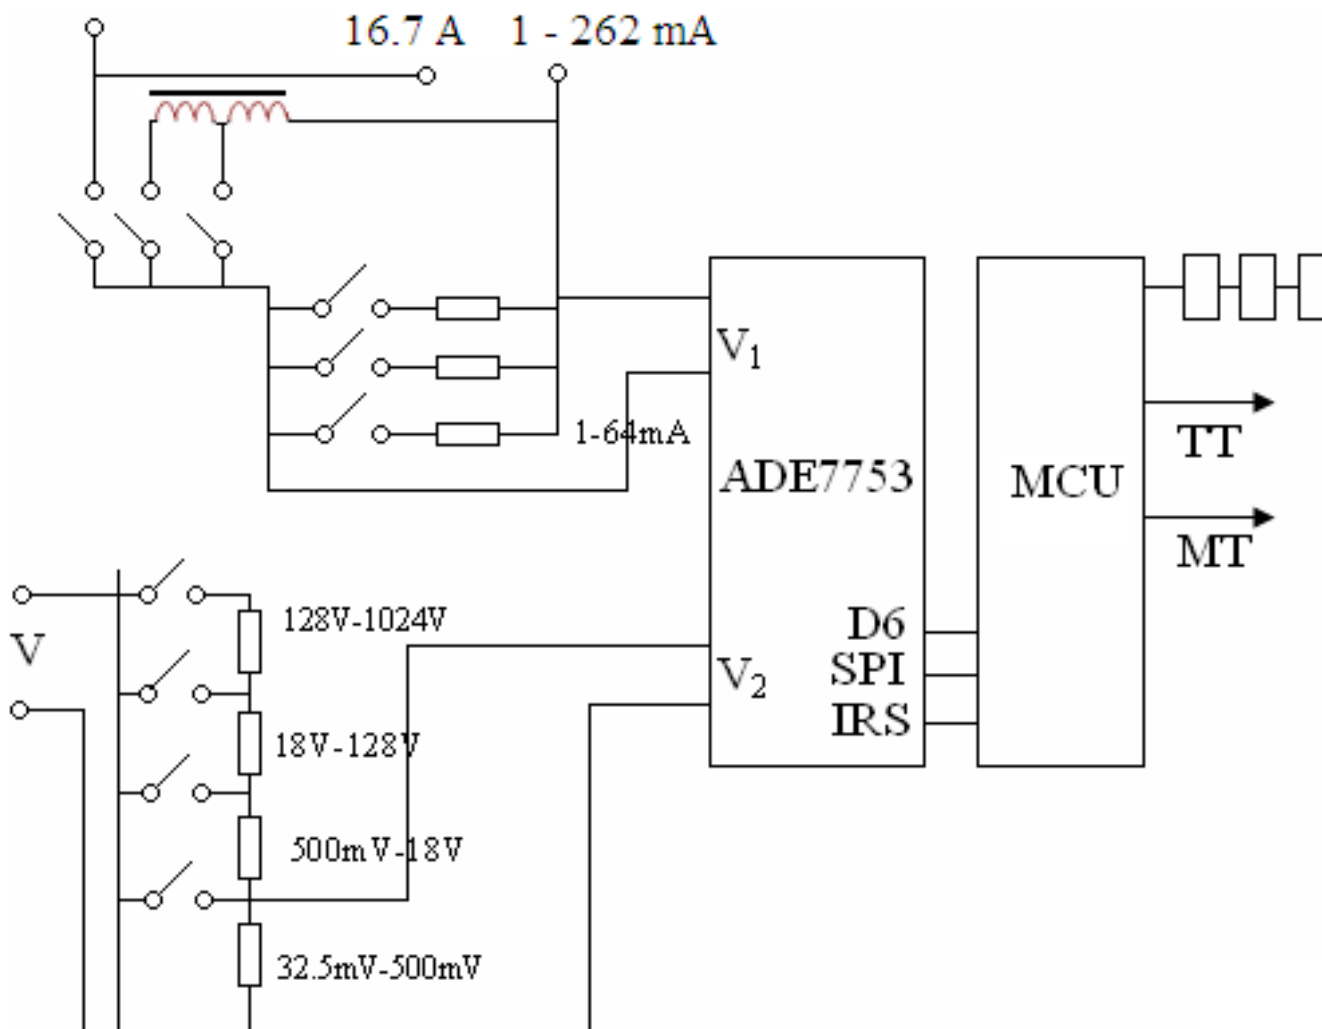 16.7 A 1 - 262 mA
V1
1-64mA
ADE7753
MCU
TT
MT
128V-1024V
D6
V
V2
SPI
IRS
18V-128V
500mV-18V
32.5mV-500mV